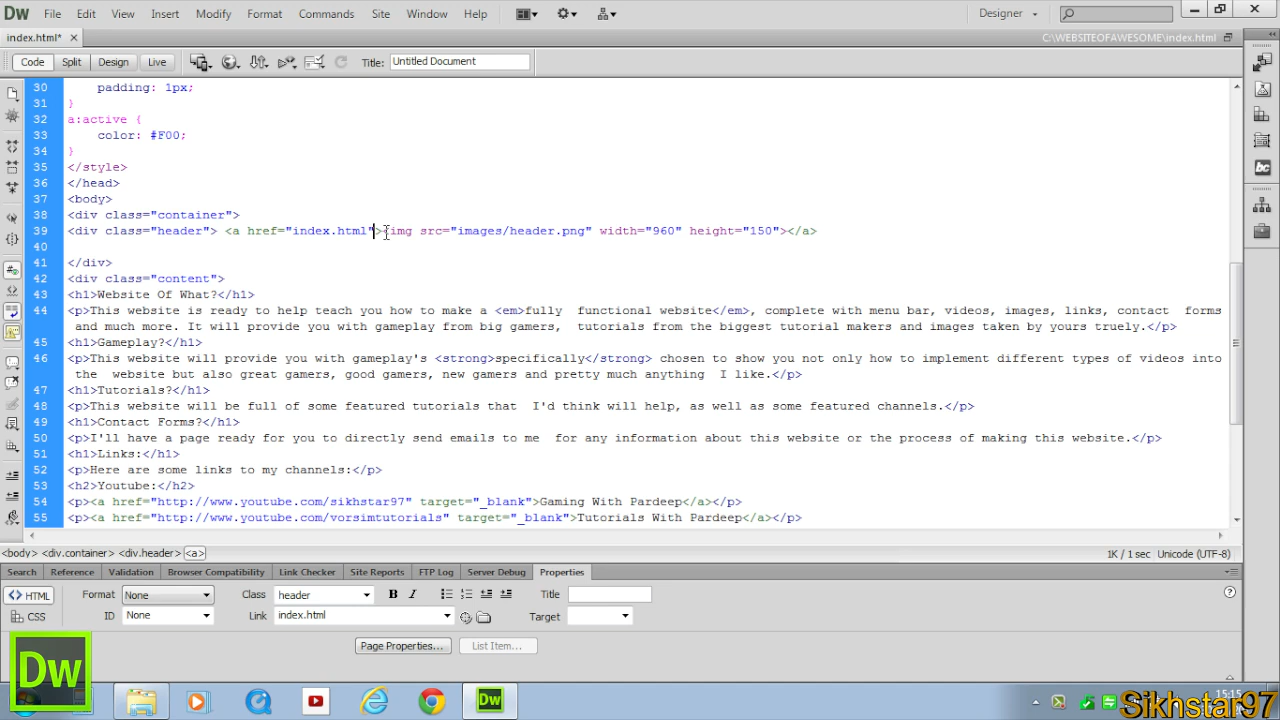 Dw File Edit View Insert Modify Format Commands Site Window Help Designer
index.html* × C:\WEBSITEOFAWESOME\index.html
Code Split Design Live Title: Untitled Document
30 padding: 1px;
31 }
32 a:active {
33 color: #F00;
34 }
35 </style>
36 </head>
37 <body>
38 <div class="container">
39 <div class="header"> <a href="index.html"><img src="images/header.png" width="960" height="150"></a>
40
41 </div>
42 <div class="content">
43 <h1>Website Of What?</h1>
44 <p>This website is ready to help teach you how to make a <em>fully  functional website</em>, complete with menu bar, videos, images, links, contact  forms
and much more. It will provide you with gameplay from big gamers,  tutorials from the biggest tutorial makers and images taken by yours truely.</p>
45 <h1>Gameplay?</h1>
46 <p>This website will provide you with gameplay's <strong>specifically</strong> chosen to show you not only how to implement different types of videos into
the  website but also great gamers, good gamers, new gamers and pretty much anything  I like.</p>
47 <h1>Tutorials?</h1>
48 <p>This website will be full of some featured tutorials that  I'd think will help, as well as some featured channels.</p>
49 <h1>Contact Forms?</h1>
50 <p>I'll have a page ready for you to directly send emails to me  for any information about this website or the process of making this website.</p>
51 <h1>Links:</h1>
52 <p>Here are some links to my channels:</p>
53 <h2>Youtube:</h2>
54 <p><a href="http://www.youtube.com/sikhstar97" target="_blank">Gaming With Pardeep</a></p>
55 <p><a href="http://www.youtube.com/vorsimtutorials" target="_blank">Tutorials With Pardeep</a></p>
<body> <div.container> <div.header> <a> 1K / 1 sec Unicode (UTF-8)
Search Reference Validation Browser Compatibility Link Checker Site Reports FTP Log Server Debug Properties
<> HTML Format None Class header B I Title
CSS ID None Link index.html Target
Page Properties... List Item...
Dw
Dw
15:15
Sikhstar97